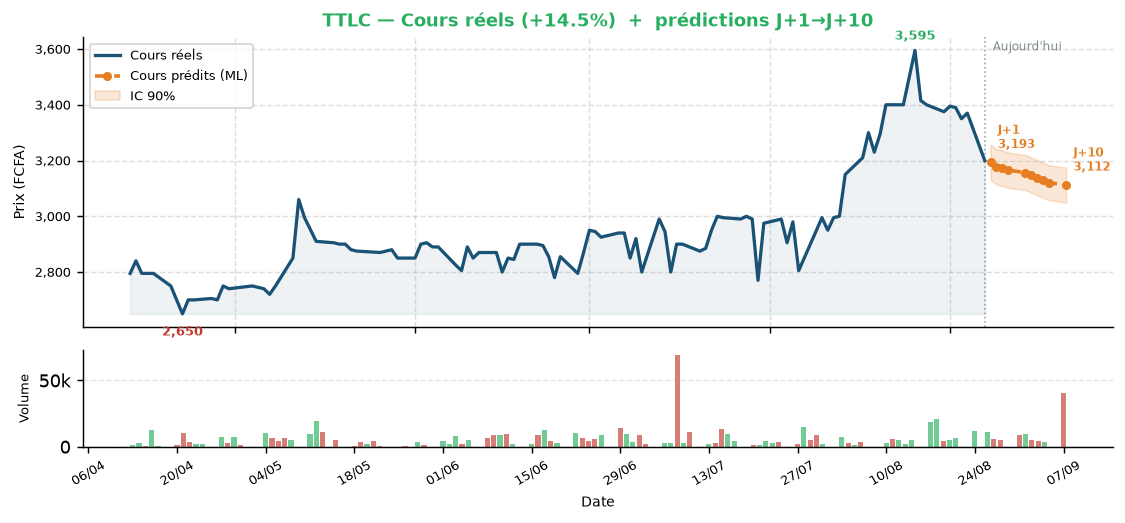 TTLC — Cours réels (+14.5%)  +  prédictions J+1→J+10
Cours réels
Cours prédits (ML)
IC 90%
3,595
Aujourd'hui
J+1
3,193
J+10
3,112
2,650
Prix (FCFA)
3,600
3,400
3,200
3,000
2,800
Volume
50k
0
06/04
20/04
04/05
18/05
01/06
15/06
29/06
13/07
27/07
10/08
24/08
07/09
Date